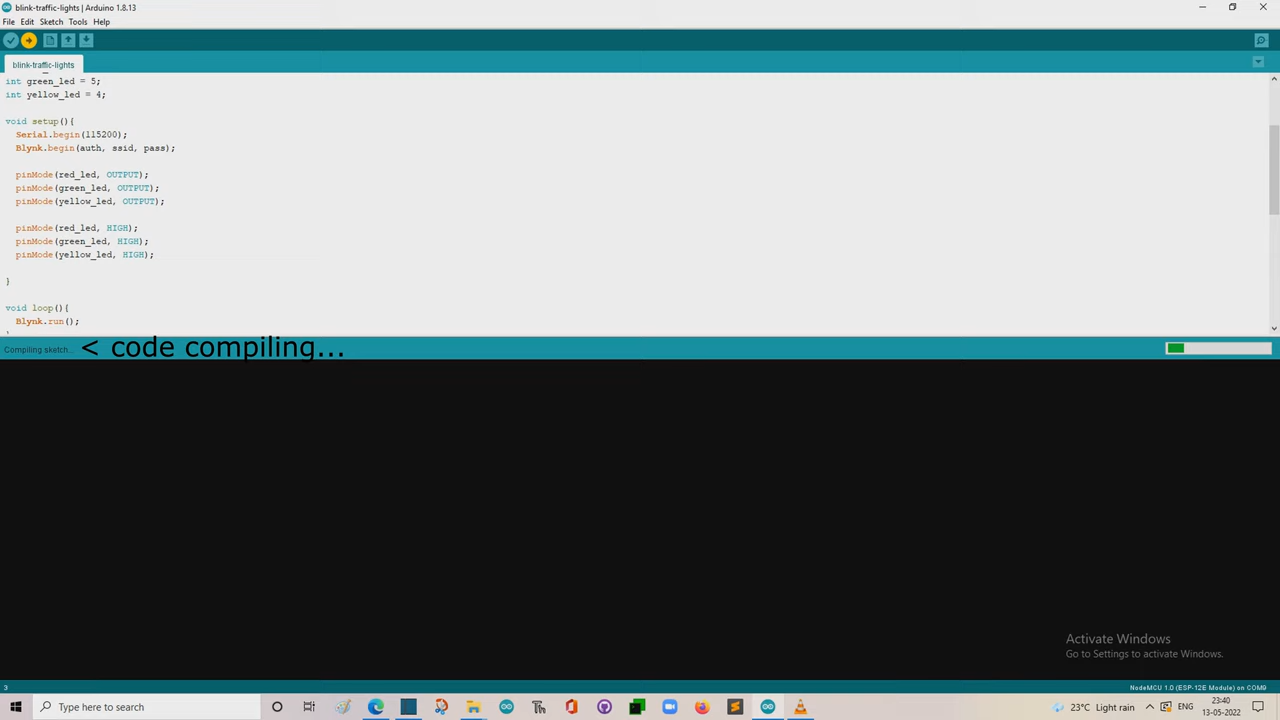 blink-traffic-lights | Arduino 1.8.13
File Edit Sketch Tools Help
blink-traffic-lights
int green_led = 5;
int yellow_led = 4;
void setup(){
Serial.begin(115200);
Blynk.begin(auth, ssid, pass);
pinMode(red_led, OUTPUT);
pinMode(green_led, OUTPUT);
pinMode(yellow_led, OUTPUT);
pinMode(red_led, HIGH);
pinMode(green_led, HIGH);
pinMode(yellow_led, HIGH);
}
void loop(){
Blynk.run();
Compiling sketch... < code compiling...
Activate Windows
Go to Settings to activate Windows.
3 NodeMCU 1.0 (ESP-12E Module) on COM9
Type here to search 23°C Light rain ENG 23:40
13-05-2022